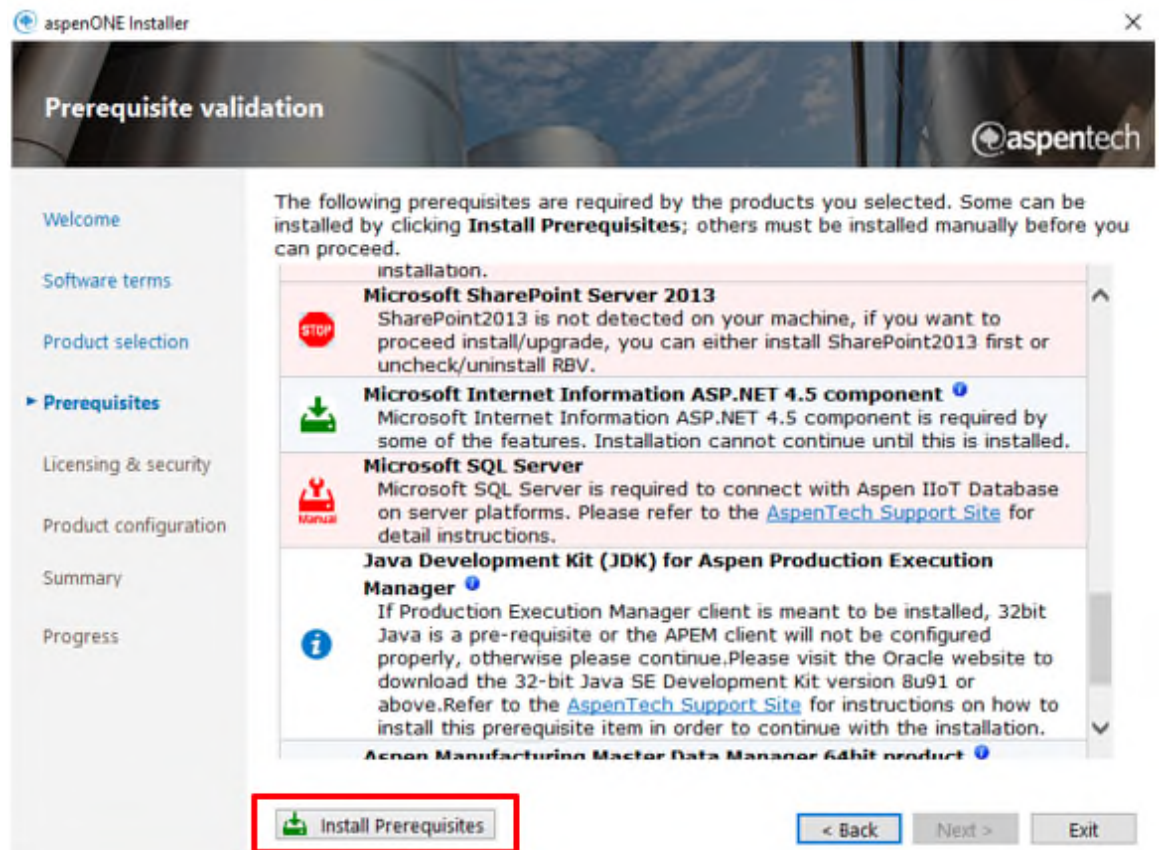 aspenONE Installer
Prerequisite validation
aspentech
Welcome
Software terms
Product selection
Prerequisites
Licensing & security
Product configuration
Summary
Progress
The following prerequisites are required by the products you selected. Some can be
installed by clicking Install Prerequisites; others must be installed manually before you
can proceed.
installation.
STOP
Microsoft SharePoint Server 2013
SharePoint2013 is not detected on your machine, if you want to
proceed install/upgrade, you can either install SharePoint2013 first or
uncheck/uninstall RBV.
Microsoft Internet Information ASP.NET 4.5 component
Microsoft Internet Information ASP.NET 4.5 component is required by
some of the features. Installation cannot continue until this is installed.
Manual
Microsoft SQL Server
Microsoft SQL Server is required to connect with Aspen IIoT Database
on server platforms. Please refer to the AspenTech Support Site for
detail instructions.
Java Development Kit (JDK) for Aspen Production Execution
Manager
If Production Execution Manager client is meant to be installed, 32bit
Java is a pre-requisite or the APEM client will not be configured
properly, otherwise please continue.Please visit the Oracle website to
download the 32-bit Java SE Development Kit version 8u91 or
above.Refer to the AspenTech Support Site for instructions on how to
install this prerequisite item in order to continue with the installation.
Aspen Manufacturing Master Data Manager 64bit product
Install Prerequisites
< Back
Next >
Exit